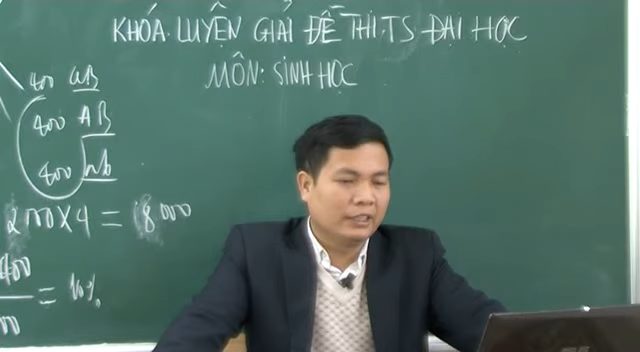 KHÓA LUYỆN GIẢI ĐỀ THI TS ĐẠI HỌC
MÔN: SINH HỌC
400 aB
400 AB
400 ab
2000 x 4 = 8000
400
= 10%